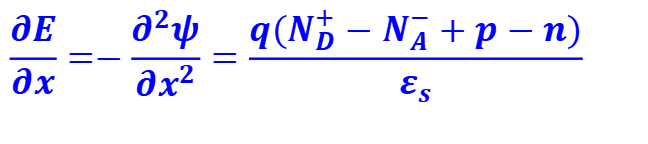 ∂E/∂x = − ∂²ψ/∂x² = q(N_D⁺ − N_A⁻ + p − n)/ε_s